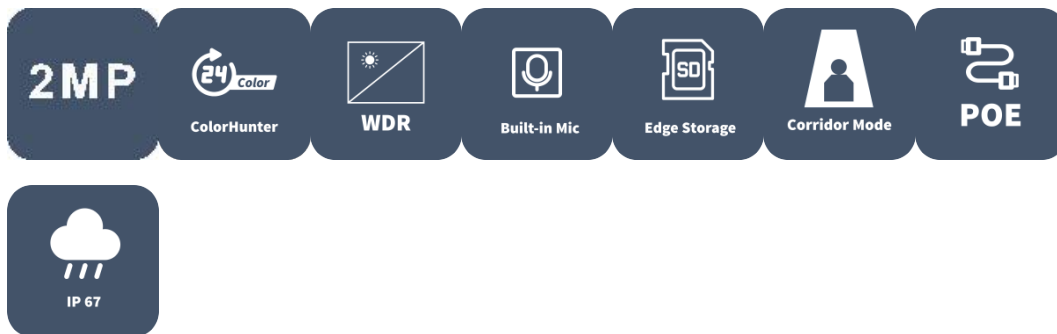 2MP
24 Color
ColorHunter
WDR
Built-in Mic
SD
Edge Storage
Corridor Mode
POE
IP 67